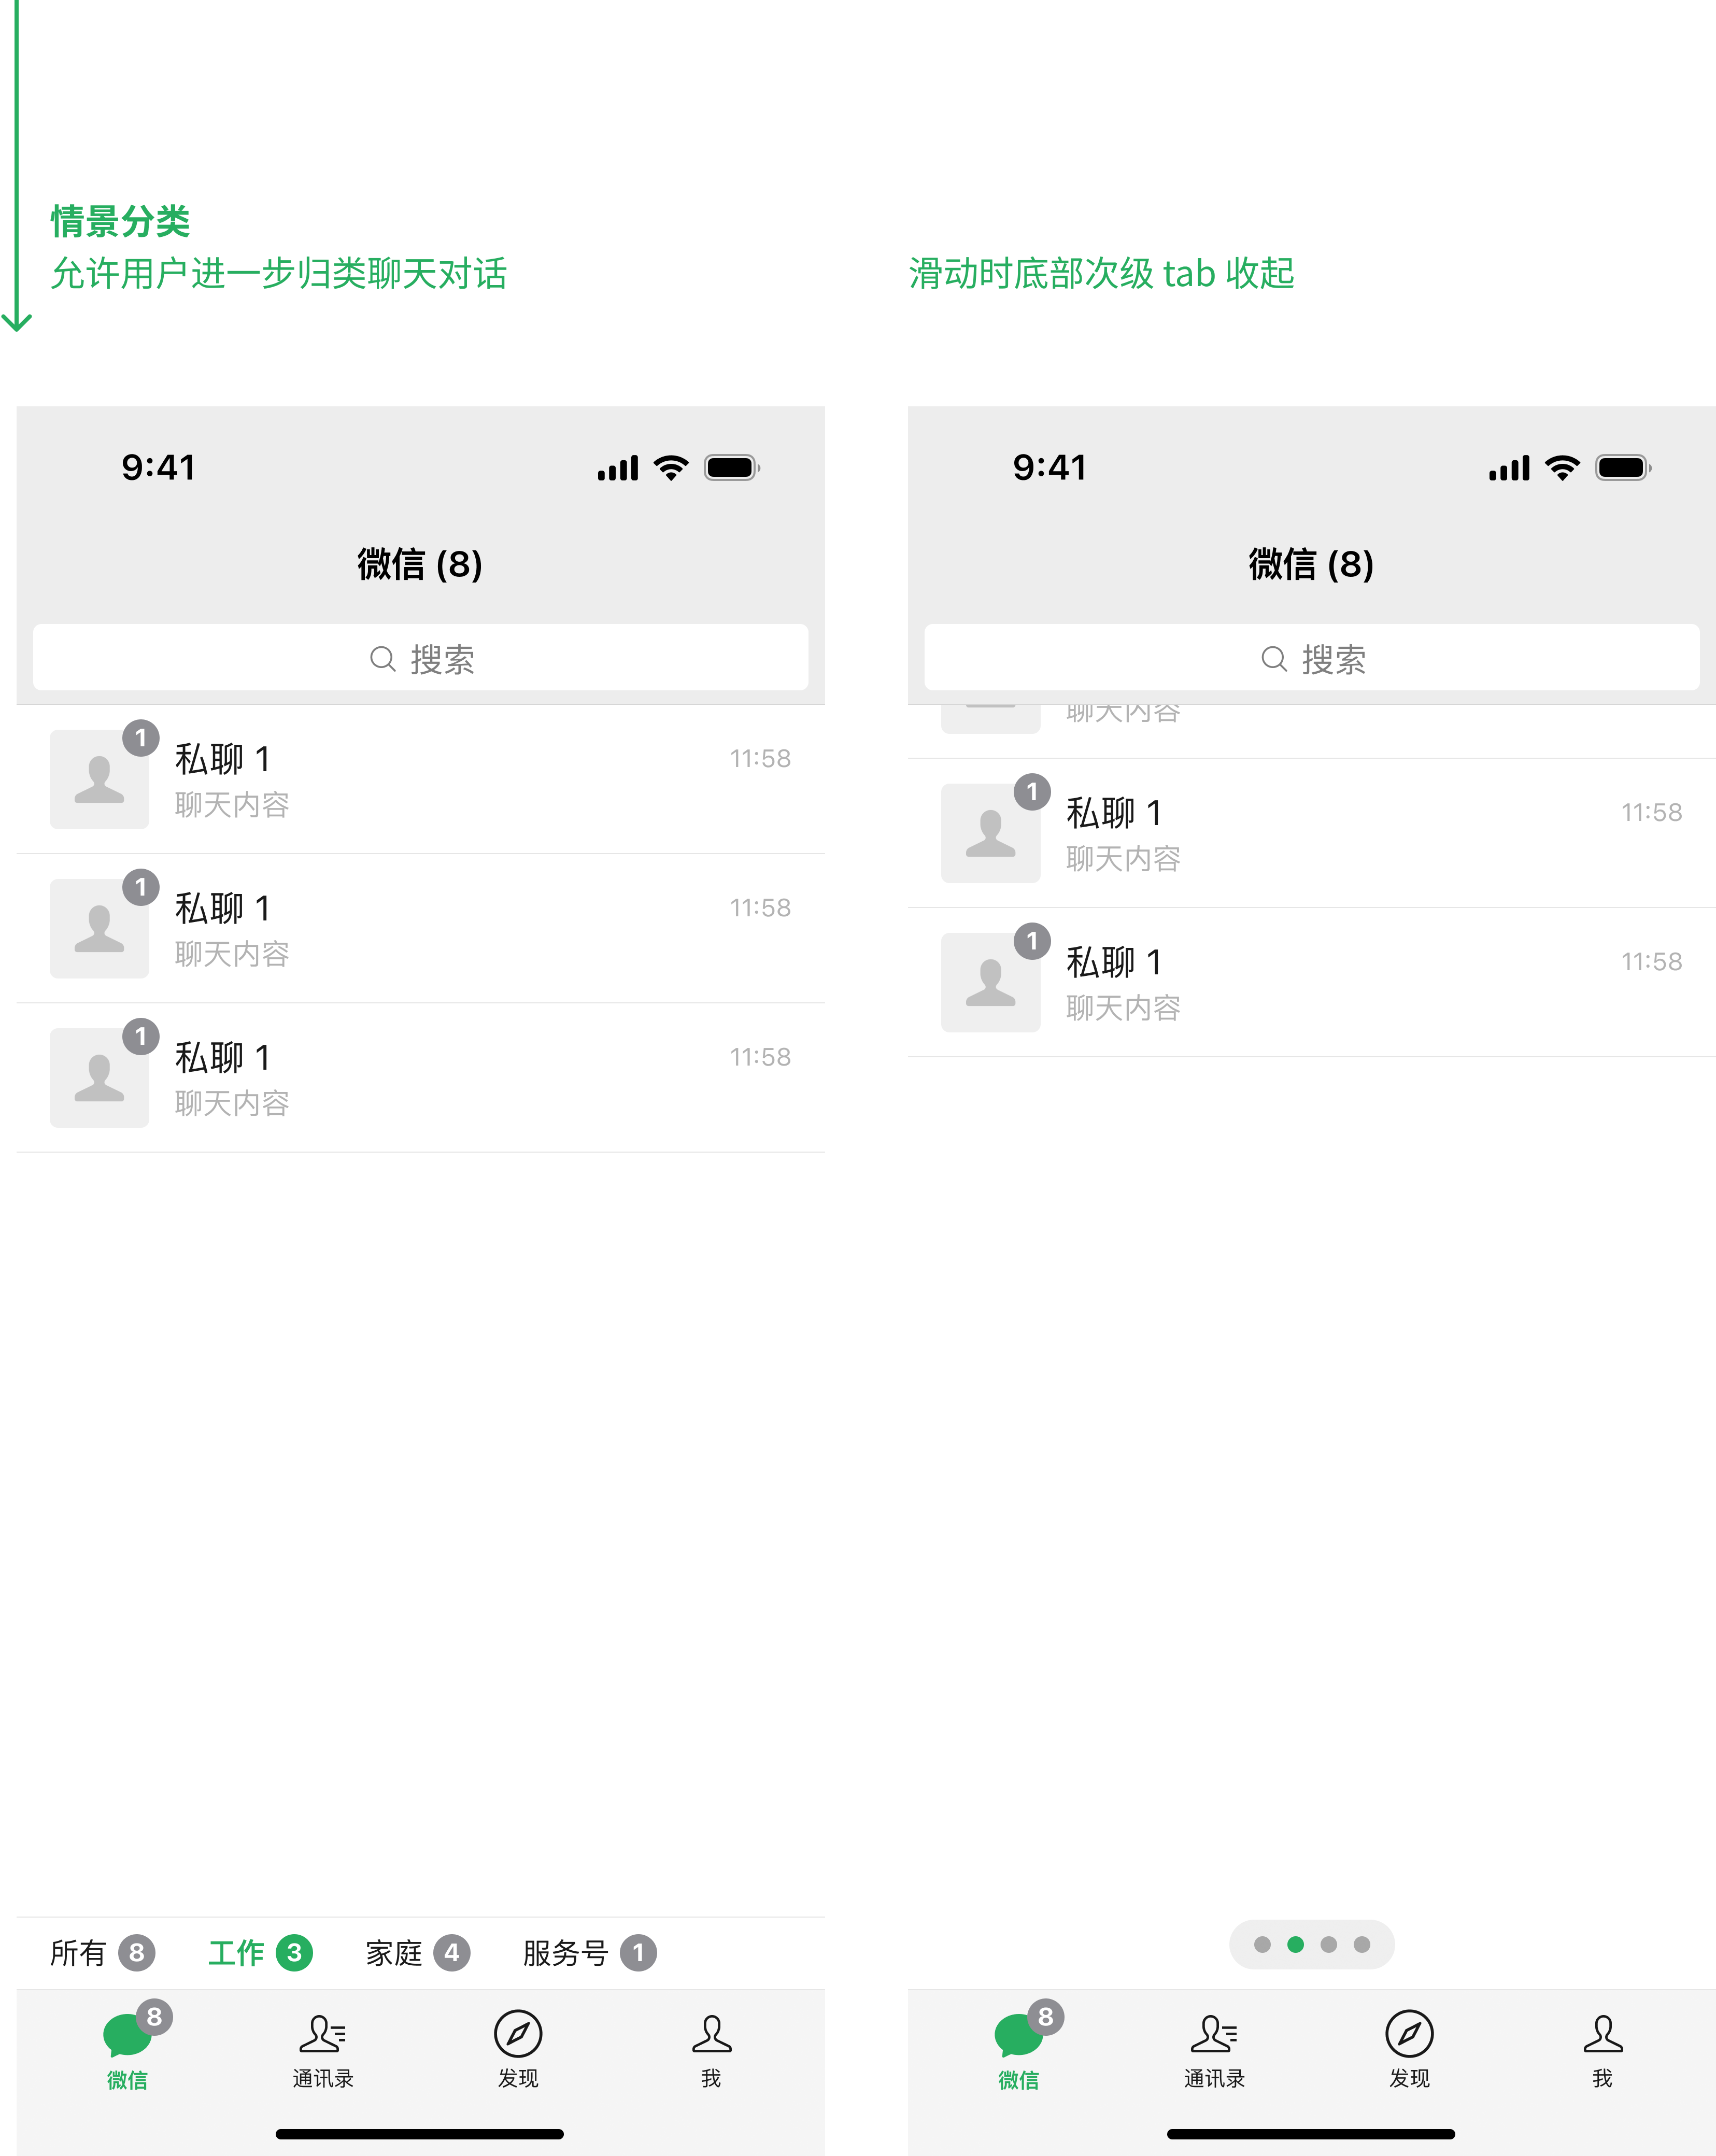 情景分类
允许用户进一步归类聊天对话
滑动时底部次级 tab 收起
9:41
微信 (8)
搜索
1
私聊 1
11:58
聊天内容
1
私聊 1
11:58
聊天内容
1
私聊 1
11:58
聊天内容
所有 8 工作 3 家庭 4 服务号 1
8
微信 通讯录 发现 我
9:41
微信 (8)
搜索
聊天内容
1
私聊 1
11:58
聊天内容
1
私聊 1
11:58
聊天内容
8
微信 通讯录 发现 我